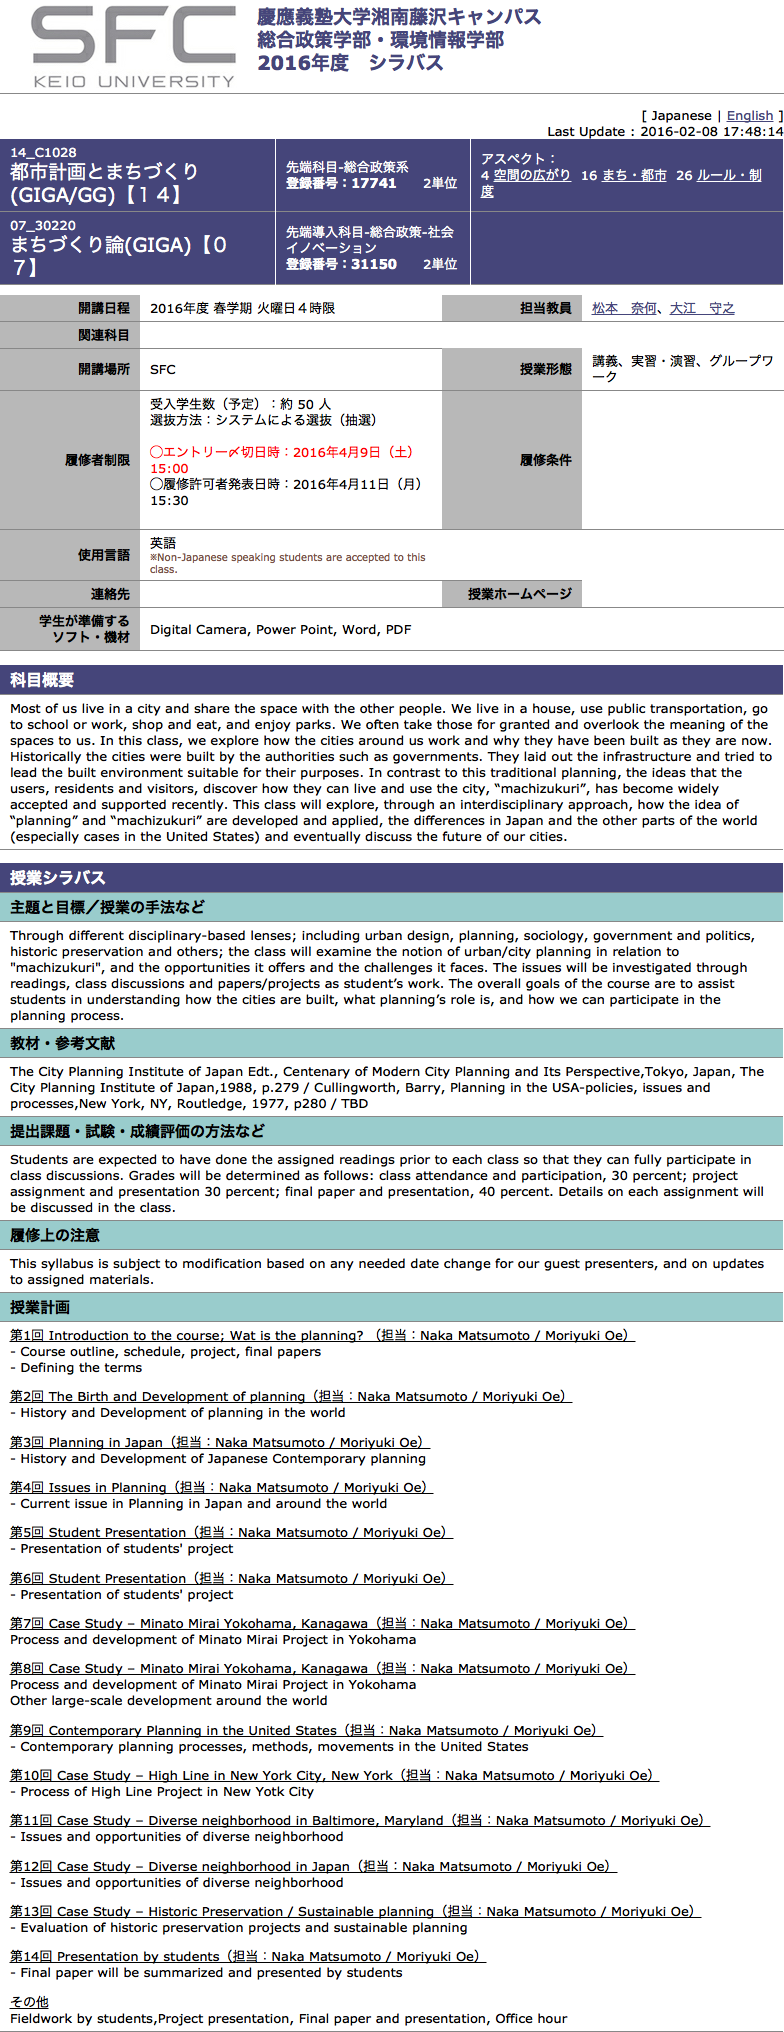 SFC
KEIO UNIVERSITY
慶應義塾大学湘南藤沢キャンパス
総合政策学部・環境情報学部
2016年度　シラバス
[ Japanese | English ]
Last Update : 2016-02-08 17:48:14
14_C1028
都市計画とまちづくり
(GIGA/GG)【１４】
先端科目-総合政策系
登録番号：17741　　2単位
アスペクト：
4 空間の広がり　16 まち・都市　26 ルール・制
度
07_30220
まちづくり論(GIGA)【０
７】
先端導入科目-総合政策-社会
イノベーション
登録番号：31150　　2単位
開講日程
2016年度 春学期 火曜日４時限
担当教員
松本　奈何、大江　守之
関連科目
開講場所
SFC
授業形態
講義、実習・演習、グループワ
ーク
履修者制限
受入学生数（予定）：約 50 人
選抜方法：システムによる選抜（抽選）
◯エントリー〆切日時：2016年4月9日（土）
15:00
◯履修許可者発表日時：2016年4月11日（月）
15:30
履修条件
使用言語
英語
※Non-Japanese speaking students are accepted to this
class.
連絡先
授業ホームページ
学生が準備する
ソフト・機材
Digital Camera, Power Point, Word, PDF
科目概要
Most of us live in a city and share the space with the other people. We live in a house, use public transportation, go
to school or work, shop and eat, and enjoy parks. We often take those for granted and overlook the meaning of the
spaces to us. In this class, we explore how the cities around us work and why they have been built as they are now.
Historically the cities were built by the authorities such as governments. They laid out the infrastructure and tried to
lead the built environment suitable for their purposes. In contrast to this traditional planning, the ideas that the
users, residents and visitors, discover how they can live and use the city, “machizukuri”, has become widely
accepted and supported recently. This class will explore, through an interdisciplinary approach, how the idea of
“planning” and “machizukuri” are developed and applied, the differences in Japan and the other parts of the world
(especially cases in the United States) and eventually discuss the future of our cities.
授業シラバス
主題と目標／授業の手法など
Through different disciplinary-based lenses; including urban design, planning, sociology, government and politics,
historic preservation and others; the class will examine the notion of urban/city planning in relation to
"machizukuri", and the opportunities it offers and the challenges it faces. The issues will be investigated through
readings, class discussions and papers/projects as student’s work. The overall goals of the course are to assist
students in understanding how the cities are built, what planning’s role is, and how we can participate in the
planning process.
教材・参考文献
The City Planning Institute of Japan Edt., Centenary of Modern City Planning and Its Perspective,Tokyo, Japan, The
City Planning Institute of Japan,1988, p.279 / Cullingworth, Barry, Planning in the USA-policies, issues and
processes,New York, NY, Routledge, 1977, p280 / TBD
提出課題・試験・成績評価の方法など
Students are expected to have done the assigned readings prior to each class so that they can fully participate in
class discussions. Grades will be determined as follows: class attendance and participation, 30 percent; project
assignment and presentation 30 percent; final paper and presentation, 40 percent. Details on each assignment will
be discussed in the class.
履修上の注意
This syllabus is subject to modification based on any needed date change for our guest presenters, and on updates
to assigned materials.
授業計画
第1回 Introduction to the course; Wat is the planning? （担当：Naka Matsumoto / Moriyuki Oe）
- Course outline, schedule, project, final papers
- Defining the terms
第2回 The Birth and Development of planning（担当：Naka Matsumoto / Moriyuki Oe）
- History and Development of planning in the world
第3回 Planning in Japan（担当：Naka Matsumoto / Moriyuki Oe）
- History and Development of Japanese Contemporary planning
第4回 Issues in Planning（担当：Naka Matsumoto / Moriyuki Oe）
- Current issue in Planning in Japan and around the world
第5回 Student Presentation（担当：Naka Matsumoto / Moriyuki Oe）
- Presentation of students' project
第6回 Student Presentation（担当：Naka Matsumoto / Moriyuki Oe）
- Presentation of students' project
第7回 Case Study – Minato Mirai Yokohama, Kanagawa（担当：Naka Matsumoto / Moriyuki Oe）
Process and development of Minato Mirai Project in Yokohama
第8回 Case Study – Minato Mirai Yokohama, Kanagawa（担当：Naka Matsumoto / Moriyuki Oe）
Process and development of Minato Mirai Project in Yokohama
Other large-scale development around the world
第9回 Contemporary Planning in the United States（担当：Naka Matsumoto / Moriyuki Oe）
- Contemporary planning processes, methods, movements in the United States
第10回 Case Study – High Line in New York City, New York（担当：Naka Matsumoto / Moriyuki Oe）
- Process of High Line Project in New Yotk City
第11回 Case Study – Diverse neighborhood in Baltimore, Maryland（担当：Naka Matsumoto / Moriyuki Oe）
- Issues and opportunities of diverse neighborhood
第12回 Case Study – Diverse neighborhood in Japan（担当：Naka Matsumoto / Moriyuki Oe）
- Issues and opportunities of diverse neighborhood
第13回 Case Study – Historic Preservation / Sustainable planning（担当：Naka Matsumoto / Moriyuki Oe）
- Evaluation of historic preservation projects and sustainable planning
第14回 Presentation by students（担当：Naka Matsumoto / Moriyuki Oe）
- Final paper will be summarized and presented by students
その他
Fieldwork by students,Project presentation, Final paper and presentation, Office hour